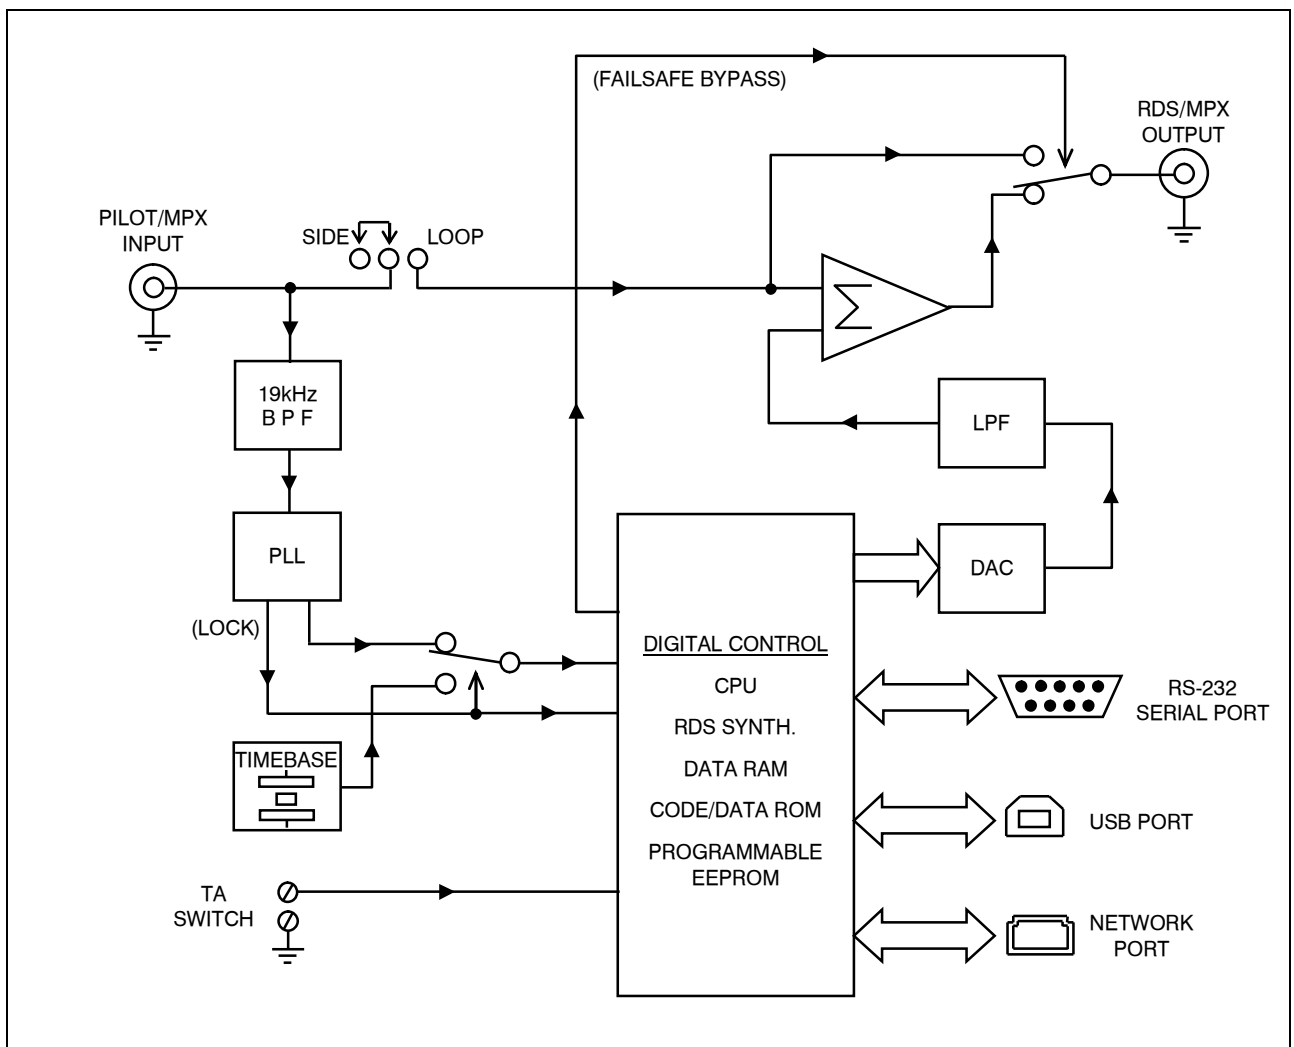 (FAILSAFE BYPASS)
RDS/MPX
OUTPUT
PILOT/MPX
INPUT
SIDE
LOOP
Σ
19kHz
B P F
LPF
PLL
DAC
(LOCK)
DIGITAL CONTROL
CPU
RDS SYNTH.
DATA RAM
CODE/DATA ROM
PROGRAMMABLE
EEPROM
RS-232
SERIAL PORT
TIMEBASE
USB PORT
TA
SWITCH
NETWORK
PORT